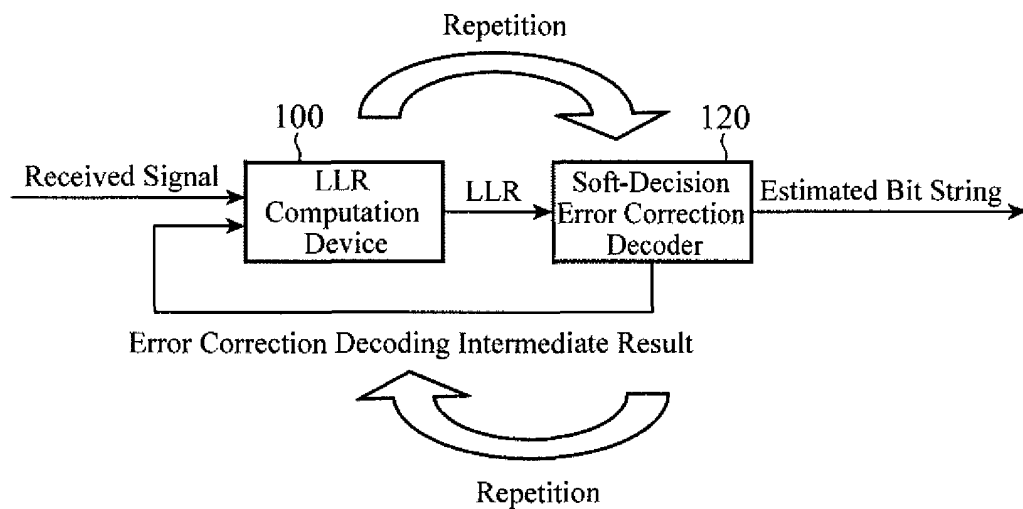 Repetition
100
120
Received Signal
LLR
Computation
Device
LLR
Soft-Decision
Error Correction
Decoder
Estimated Bit String
Error Correction Decoding Intermediate Result
Repetition